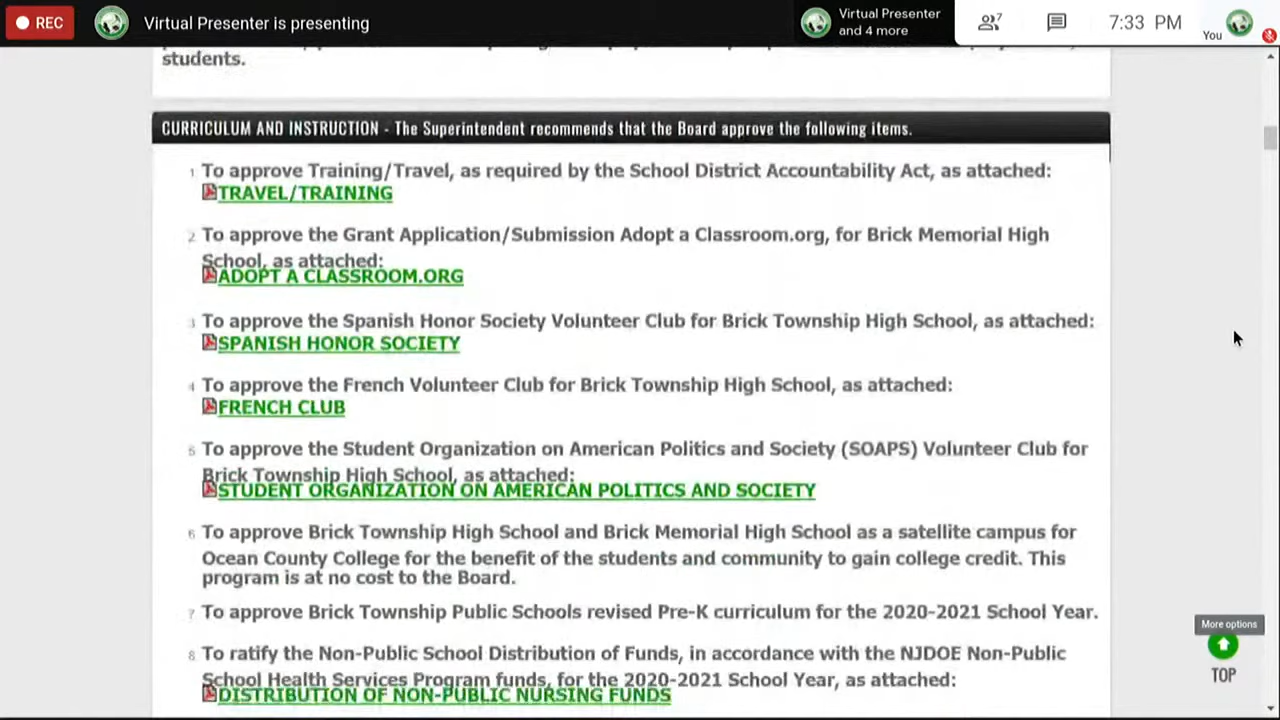 REC
Virtual Presenter is presenting
Virtual Presenter
and 4 more
7
7:33 PM
You
students.
CURRICULUM AND INSTRUCTION - The Superintendent recommends that the Board approve the following items.
1 To approve Training/Travel, as required by the School District Accountability Act, as attached:
TRAVEL/TRAINING
2 To approve the Grant Application/Submission Adopt a Classroom.org, for Brick Memorial High
School, as attached:
ADOPT A CLASSROOM.ORG
3 To approve the Spanish Honor Society Volunteer Club for Brick Township High School, as attached:
SPANISH HONOR SOCIETY
4 To approve the French Volunteer Club for Brick Township High School, as attached:
FRENCH CLUB
5 To approve the Student Organization on American Politics and Society (SOAPS) Volunteer Club for
Brick Township High School, as attached:
STUDENT ORGANIZATION ON AMERICAN POLITICS AND SOCIETY
6 To approve Brick Township High School and Brick Memorial High School as a satellite campus for
Ocean County College for the benefit of the students and community to gain college credit. This
program is at no cost to the Board.
7 To approve Brick Township Public Schools revised Pre-K curriculum for the 2020-2021 School Year.
8 To ratify the Non-Public School Distribution of Funds, in accordance with the NJDOE Non-Public
School Health Services Program funds, for the 2020-2021 School Year, as attached:
DISTRIBUTION OF NON-PUBLIC NURSING FUNDS
More options
TOP